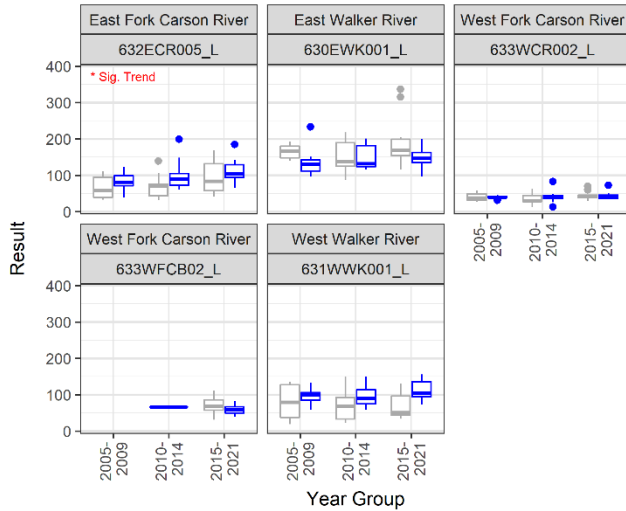 East Fork Carson River
East Walker River
West Fork Carson River
632ECR005_L
630EWK001_L
633WCR002_L
* Sig. Trend
400
300
200
100
0
2005-
2009
2010-
2014
2015-
2021
West Fork Carson River
West Walker River
633WFCB02_L
631WWK001_L
400
300
200
100
0
2005-
2009
2010-
2014
2015-
2021
2005-
2009
2010-
2014
2015-
2021
Result
Year Group